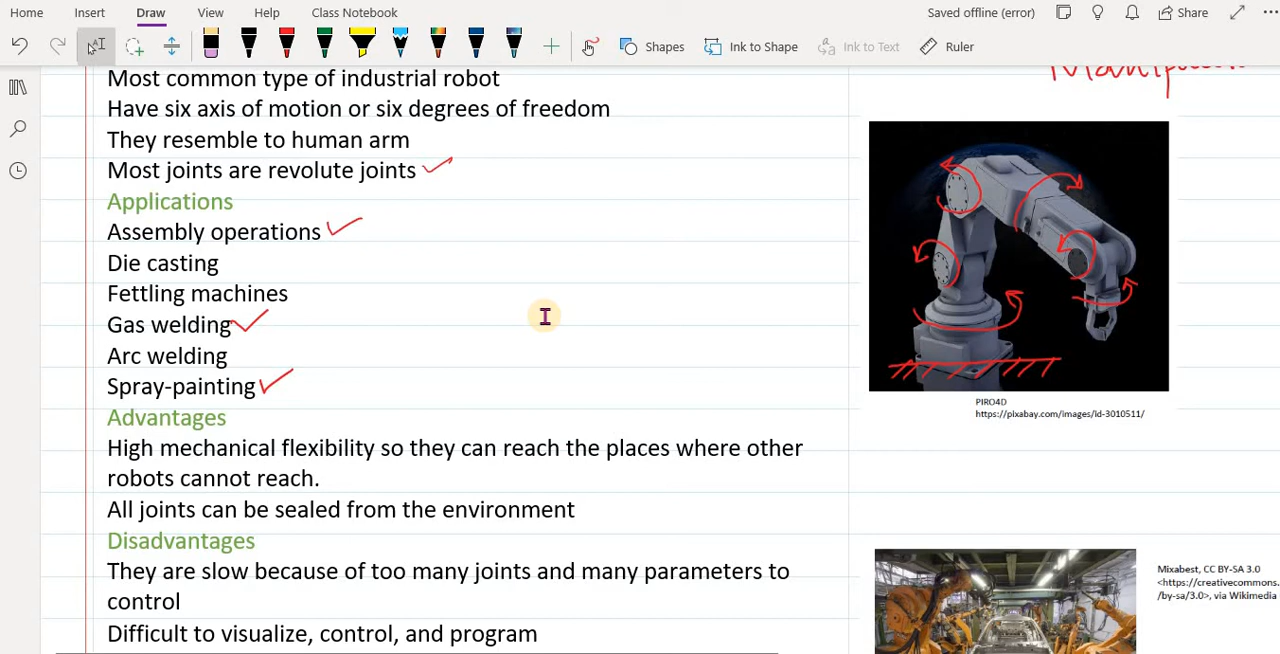 Home Insert Draw View Help Class Notebook Saved offline (error) Share
Shapes Ink to Shape Ink to Text Ruler
Most common type of industrial robot
Have six axis of motion or six degrees of freedom
They resemble to human arm
Most joints are revolute joints
Applications
Assembly operations
Die casting
Fettling machines
Gas welding
Arc welding
Spray-painting
Advantages
High mechanical flexibility so they can reach the places where other
robots cannot reach.
All joints can be sealed from the environment
Disadvantages
They are slow because of too many joints and many parameters to
control
Difficult to visualize, control, and program
PIRO4D
https://pixabay.com/images/id-3010511/
Mixabest, CC BY-SA 3.0
<https://creativecommons.
/by-sa/3.0>, via Wikimedia